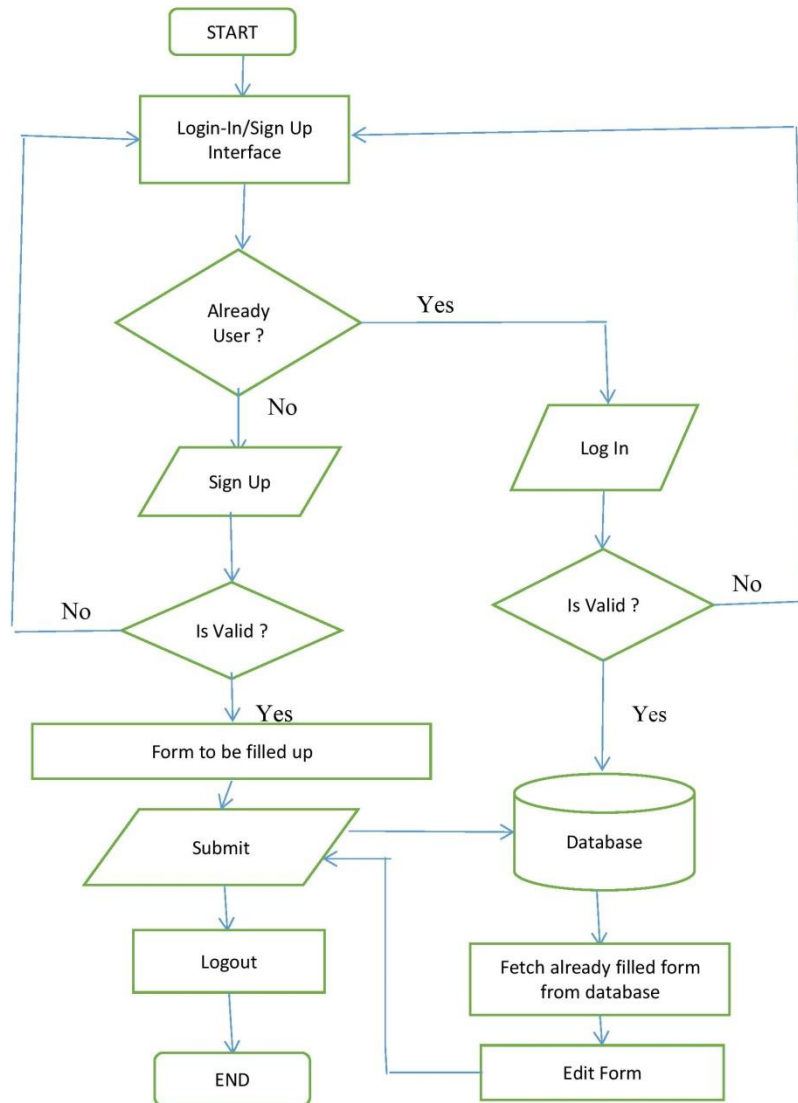 START
Login-In/Sign Up
Interface
Already
User ?
Yes
No
Sign Up
Log In
Is Valid ?
No
Is Valid ?
No
Yes
Yes
Form to be filled up
Submit
Database
Logout
Fetch already filled form
from database
END
Edit Form